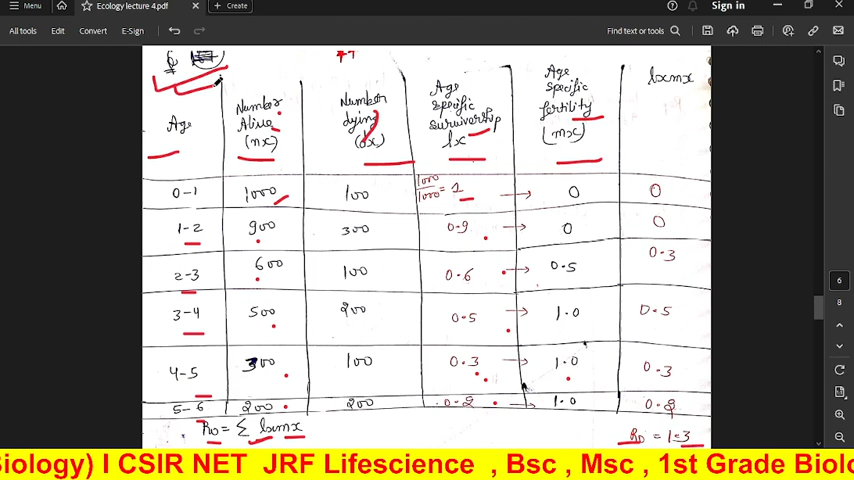 Ecology lecture 4.pdf
+ Create
Sign in
All tools Edit Convert E-Sign
Find text or tools
Age
Number Alive (nx)
Number dying (dx)
Age specific survivership lx
Age specific fertility (mx)
lxmx
0-1 1000 100 1000/1000 = 1 → 0 0
1-2 900 300 0.9 → 0 0
2-3 600 100 0.6 → 0.5 0.3
3-4 500 200 0.5 → 1.0 0.5
4-5 300 100 0.3 → 1.0 0.3
5-6 200 200 0.2 → 1.0 0.2
R0 = Σ lxmx
R0 = 1.3
6
8
Biology) I CSIR NET JRF Lifescience , Bsc , Msc , 1st Grade Biolo